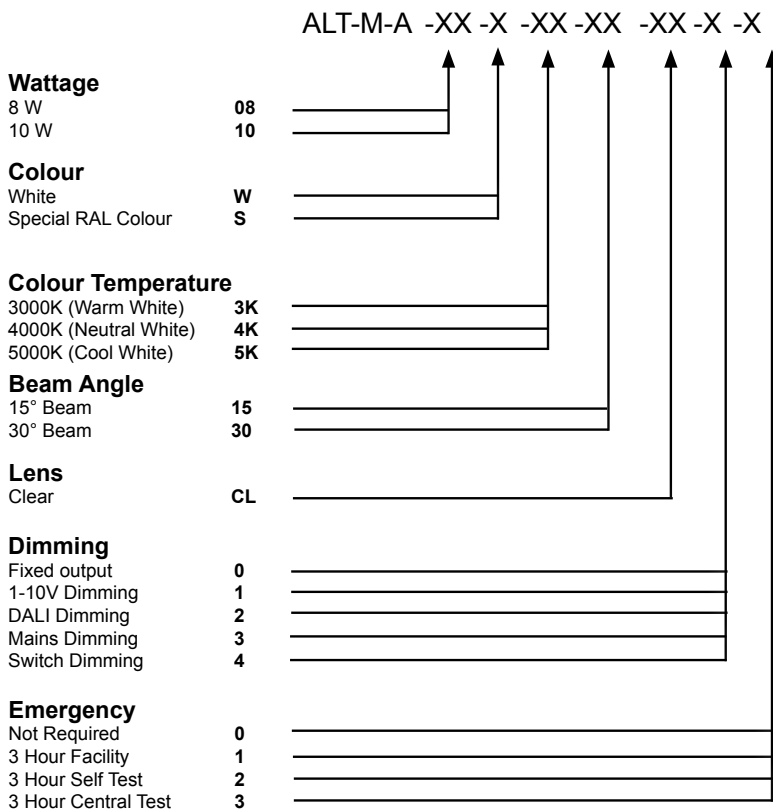 ALT-M-A -XX -X -XX -XX -XX -X -X
Wattage
8 W 08
10 W 10
Colour
White W
Special RAL Colour S
Colour Temperature
3000K (Warm White) 3K
4000K (Neutral White) 4K
5000K (Cool White) 5K
Beam Angle
15° Beam 15
30° Beam 30
Lens
Clear CL
Dimming
Fixed output 0
1-10V Dimming 1
DALI Dimming 2
Mains Dimming 3
Switch Dimming 4
Emergency
Not Required 0
3 Hour Facility 1
3 Hour Self Test 2
3 Hour Central Test 3